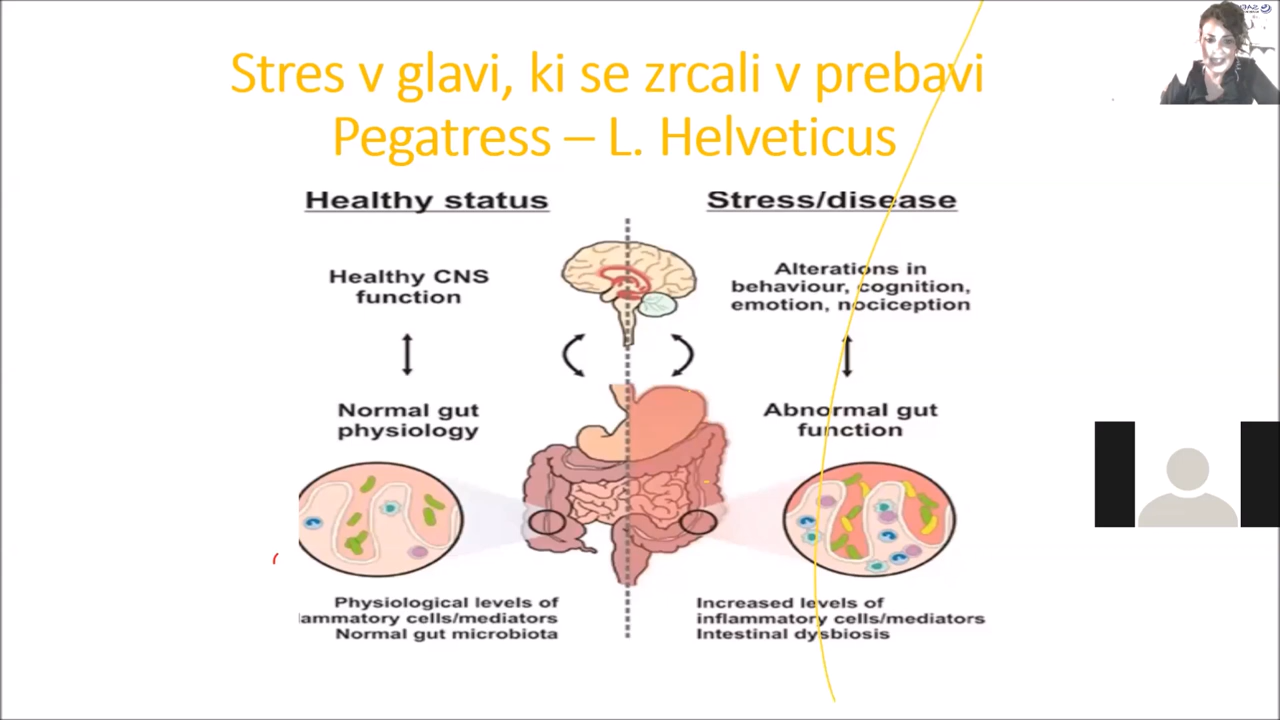 Stres v glavi, ki se zrcali v prebavi
Pegatress – L. Helveticus
Healthy status
Stress/disease
Healthy CNS
function
Alterations in
behaviour, cognition,
emotion, nociception
Normal gut
physiology
Abnormal gut
function
Physiological levels of
ammatory cells/mediators
Normal gut microbiota
Increased levels of
inflammatory cells/mediators
Intestinal dysbiosis